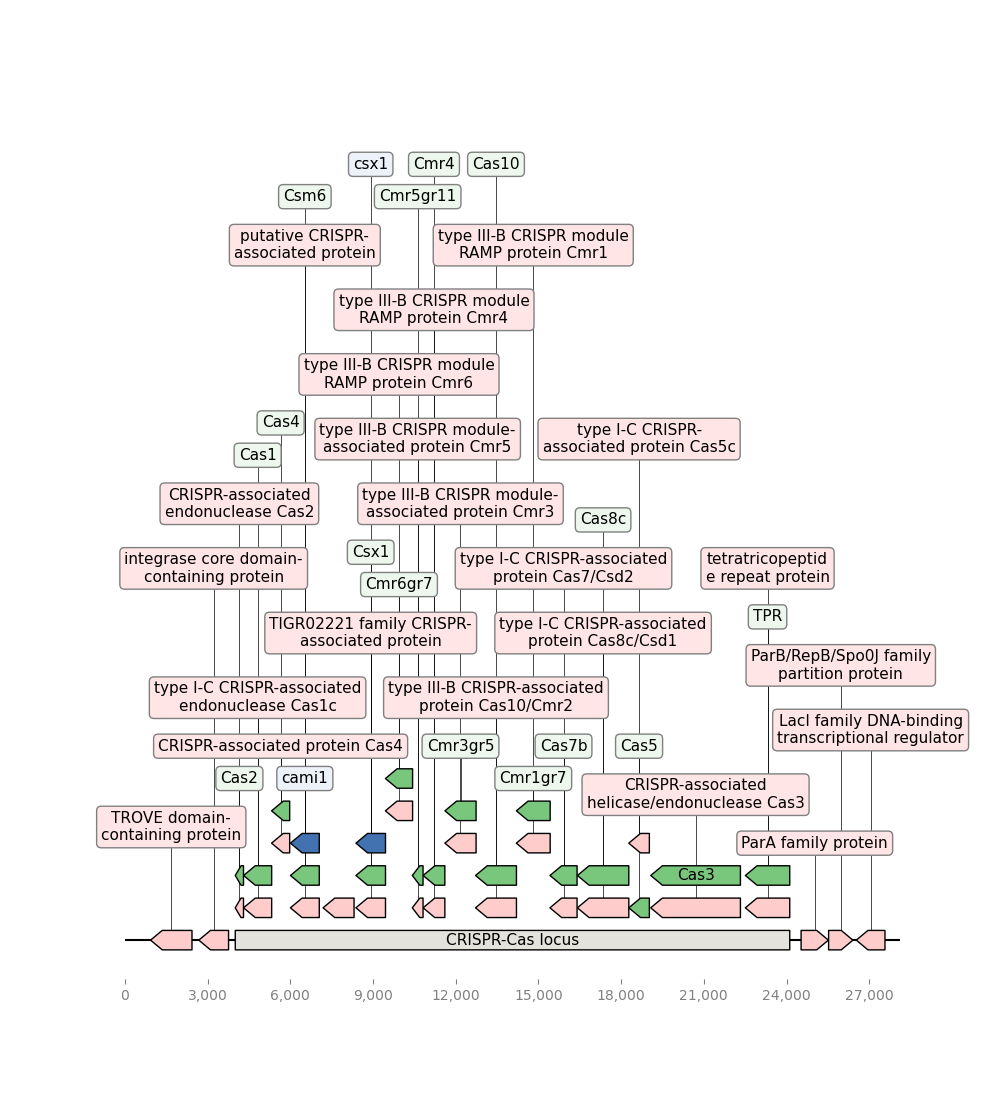 csx1
Cmr4
Cas10
Csm6
Cmr5gr11
putative CRISPR-
associated protein
type III-B CRISPR module
RAMP protein Cmr1
type III-B CRISPR module
RAMP protein Cmr4
type III-B CRISPR module
RAMP protein Cmr6
Cas4
type III-B CRISPR module-
associated protein Cmr5
type I-C CRISPR-
associated protein Cas5c
Cas1
CRISPR-associated
endonuclease Cas2
type III-B CRISPR module-
associated protein Cmr3
Cas8c
Csx1
integrase core domain-
containing protein
type I-C CRISPR-associated
protein Cas7/Csd2
tetratricopeptid
e repeat protein
Cmr6gr7
TPR
TIGR02221 family CRISPR-
associated protein
type I-C CRISPR-associated
protein Cas8c/Csd1
ParB/RepB/Spo0J family
partition protein
type I-C CRISPR-associated
endonuclease Cas1c
type III-B CRISPR-associated
protein Cas10/Cmr2
LacI family DNA-binding
transcriptional regulator
CRISPR-associated protein Cas4
Cmr3gr5
Cas7b
Cas5
Cas2
cami1
Cmr1gr7
CRISPR-associated
helicase/endonuclease Cas3
TROVE domain-
containing protein
ParA family protein
Cas3
CRISPR-Cas locus
0
3,000
6,000
9,000
12,000
15,000
18,000
21,000
24,000
27,000